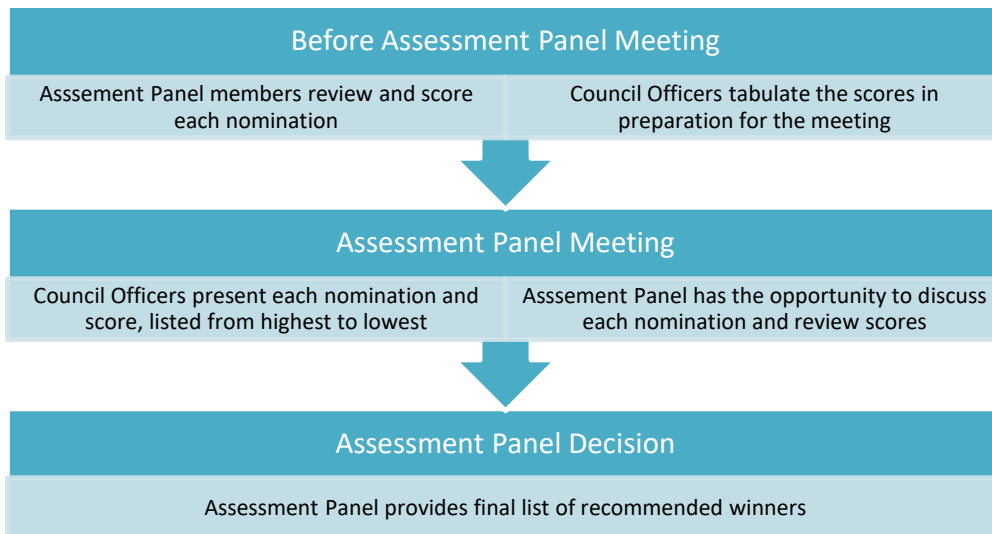 Before Assessment Panel Meeting
Asssement Panel members review and score
each nomination
Council Officers tabulate the scores in
preparation for the meeting
Assessment Panel Meeting
Council Officers present each nomination and
score, listed from highest to lowest
Asssement Panel has the opportunity to discuss
each nomination and review scores
Assessment Panel Decision
Assessment Panel provides final list of recommended winners